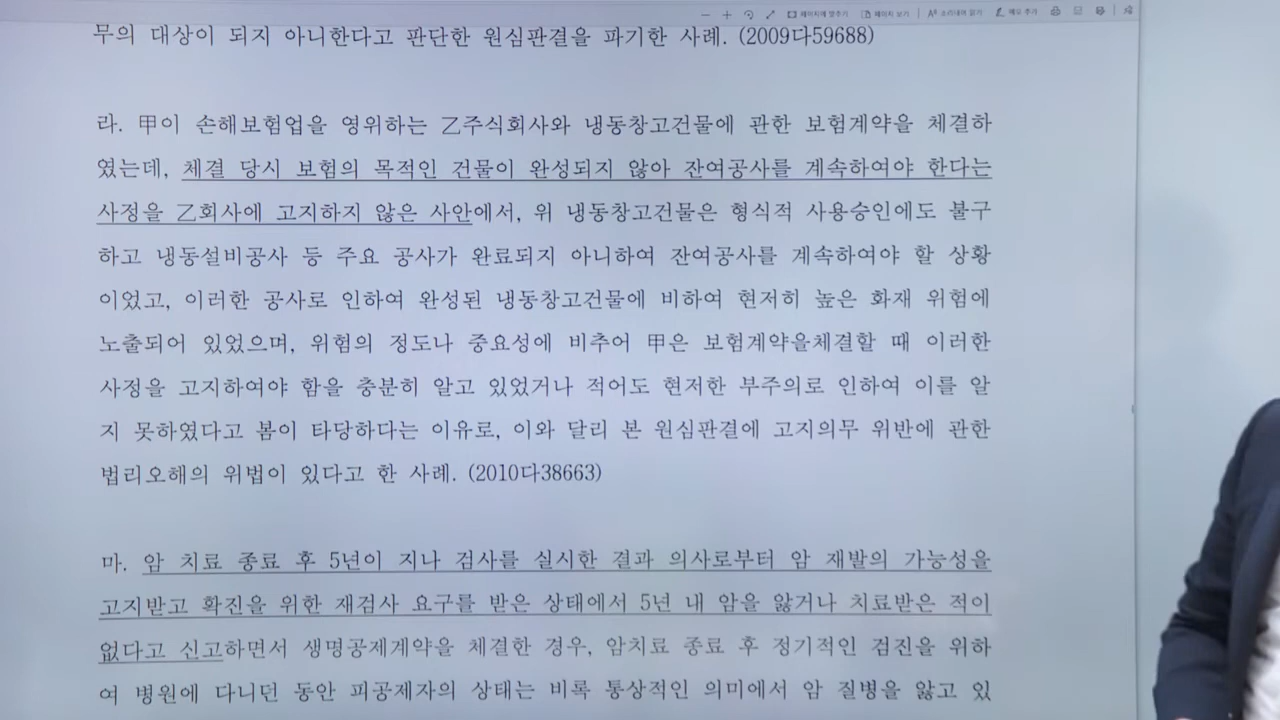 페이지에 맞추기 페이지 보기 소리내어 읽기 메모 추가
무의 대상이 되지 아니한다고 판단한 원심판결을 파기한 사례. (2009다59688)
라. 甲이 손해보험업을 영위하는 乙주식회사와 냉동창고건물에 관한 보험계약을 체결하
였는데, 체결 당시 보험의 목적인 건물이 완성되지 않아 잔여공사를 계속하여야 한다는
사정을 乙회사에 고지하지 않은 사안에서, 위 냉동창고건물은 형식적 사용승인에도 불구
하고 냉동설비공사 등 주요 공사가 완료되지 아니하여 잔여공사를 계속하여야 할 상황
이었고, 이러한 공사로 인하여 완성된 냉동창고건물에 비하여 현저히 높은 화재 위험에
노출되어 있었으며, 위험의 정도나 중요성에 비추어 甲은 보험계약을체결할 때 이러한
사정을 고지하여야 함을 충분히 알고 있었거나 적어도 현저한 부주의로 인하여 이를 알
지 못하였다고 봄이 타당하다는 이유로, 이와 달리 본 원심판결에 고지의무 위반에 관한
법리오해의 위법이 있다고 한 사례. (2010다38663)
마. 암 치료 종료 후 5년이 지나 검사를 실시한 결과 의사로부터 암 재발의 가능성을
고지받고 확진을 위한 재검사 요구를 받은 상태에서 5년 내 암을 앓거나 치료받은 적이
없다고 신고하면서 생명공제계약을 체결한 경우, 암치료 종료 후 정기적인 검진을 위하
여 병원에 다니던 동안 피공제자의 상태는 비록 통상적인 의미에서 암 질병을 앓고 있